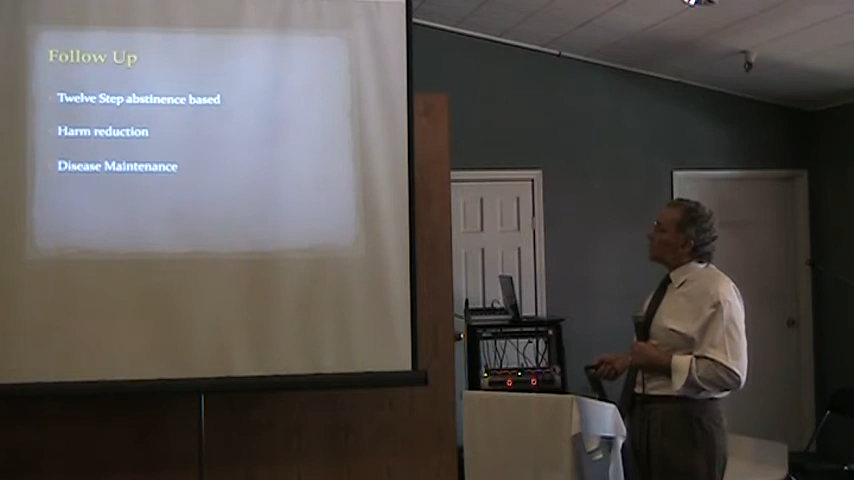 Follow Up
Twelve Step abstinence based
Harm reduction
Disease Maintenance